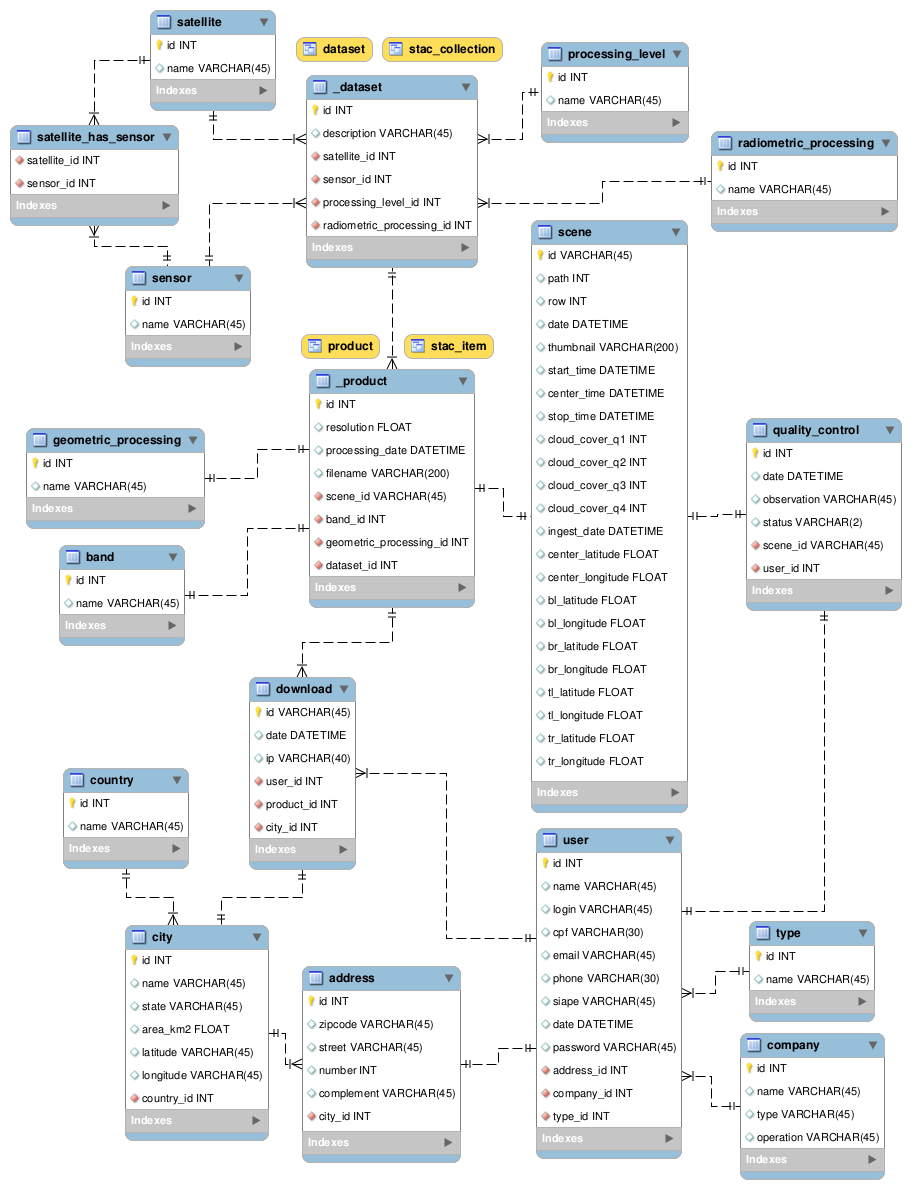 satellite
id INT
name VARCHAR(45)
Indexes
dataset
stac_collection
processing_level
id INT
name VARCHAR(45)
Indexes
_dataset
id INT
description VARCHAR(45)
satellite_id INT
sensor_id INT
processing_level_id INT
radiometric_processing_id INT
Indexes
satellite_has_sensor
satellite_id INT
sensor_id INT
Indexes
radiometric_processing
id INT
name VARCHAR(45)
Indexes
sensor
id INT
name VARCHAR(45)
Indexes
scene
id VARCHAR(45)
path INT
row INT
date DATETIME
thumbnail VARCHAR(200)
start_time DATETIME
center_time DATETIME
stop_time DATETIME
cloud_cover_q1 INT
cloud_cover_q2 INT
cloud_cover_q3 INT
cloud_cover_q4 INT
ingest_date DATETIME
center_latitude FLOAT
center_longitude FLOAT
bl_latitude FLOAT
bl_longitude FLOAT
br_latitude FLOAT
br_longitude FLOAT
tl_latitude FLOAT
tl_longitude FLOAT
tr_latitude FLOAT
tr_longitude FLOAT
Indexes
product
stac_item
_product
id INT
resolution FLOAT
processing_date DATETIME
filename VARCHAR(200)
scene_id VARCHAR(45)
band_id INT
geometric_processing_id INT
dataset_id INT
Indexes
geometric_processing
id INT
name VARCHAR(45)
Indexes
quality_control
id INT
date DATETIME
observation VARCHAR(45)
status VARCHAR(2)
scene_id VARCHAR(45)
user_id INT
Indexes
band
id INT
name VARCHAR(45)
Indexes
download
id VARCHAR(45)
date DATETIME
ip VARCHAR(40)
user_id INT
product_id INT
city_id INT
Indexes
country
id INT
name VARCHAR(45)
Indexes
user
id INT
name VARCHAR(45)
login VARCHAR(45)
cpf VARCHAR(30)
email VARCHAR(45)
phone VARCHAR(30)
siape VARCHAR(45)
date DATETIME
password VARCHAR(45)
address_id INT
company_id INT
type_id INT
Indexes
city
id INT
name VARCHAR(45)
state VARCHAR(45)
area_km2 FLOAT
latitude VARCHAR(45)
longitude VARCHAR(45)
country_id INT
Indexes
address
id INT
zipcode VARCHAR(45)
street VARCHAR(45)
number INT
complement VARCHAR(45)
city_id INT
Indexes
type
id INT
name VARCHAR(45)
Indexes
company
id INT
name VARCHAR(45)
type VARCHAR(45)
operation VARCHAR(45)
Indexes